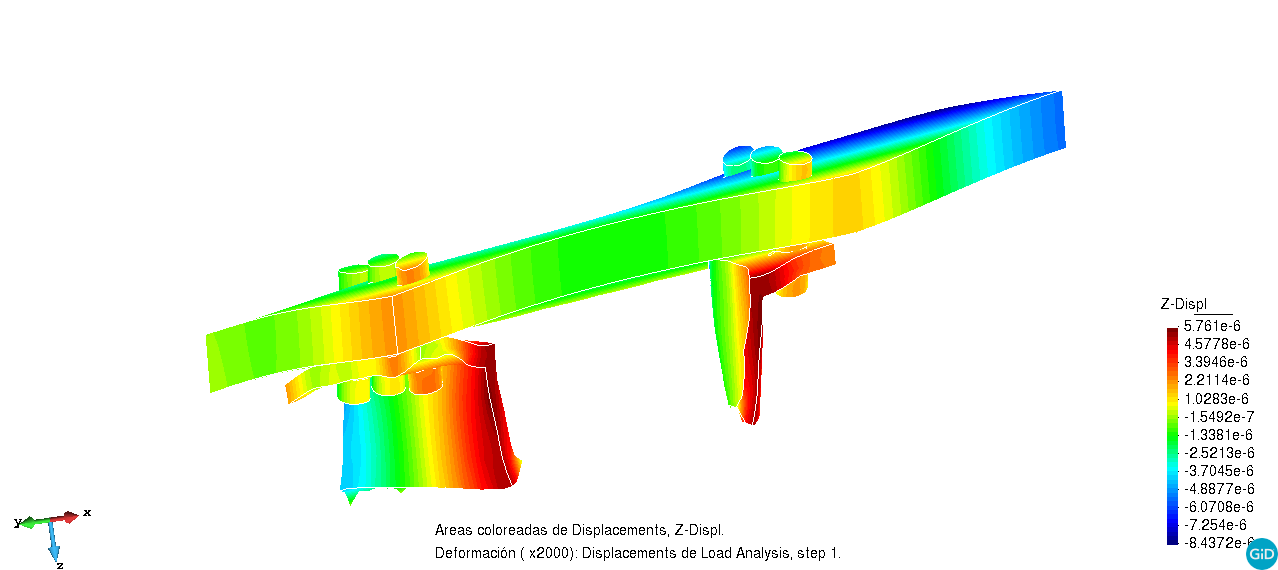 Z-Displ
5.761e-6
4.5778e-6
3.3946e-6
2.2114e-6
1.0283e-6
-1.5492e-7
-1.3381e-6
-2.5213e-6
-3.7045e-6
-4.8877e-6
-6.0708e-6
-7.254e-6
-8.4372e-6
GiD
y x
z
Areas coloreadas de Displacements, Z-Displ.
Deformación ( x2000): Displacements de Load Analysis, step 1.